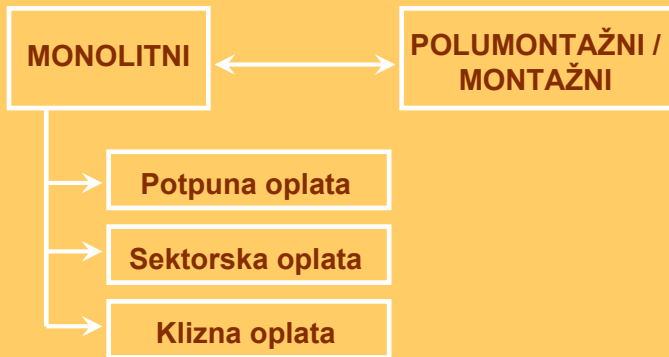 MONOLITNI
POLUMONTAŽNI /
MONTAŽNI
Potpuna oplata
Sektorska oplata
Klizna oplata